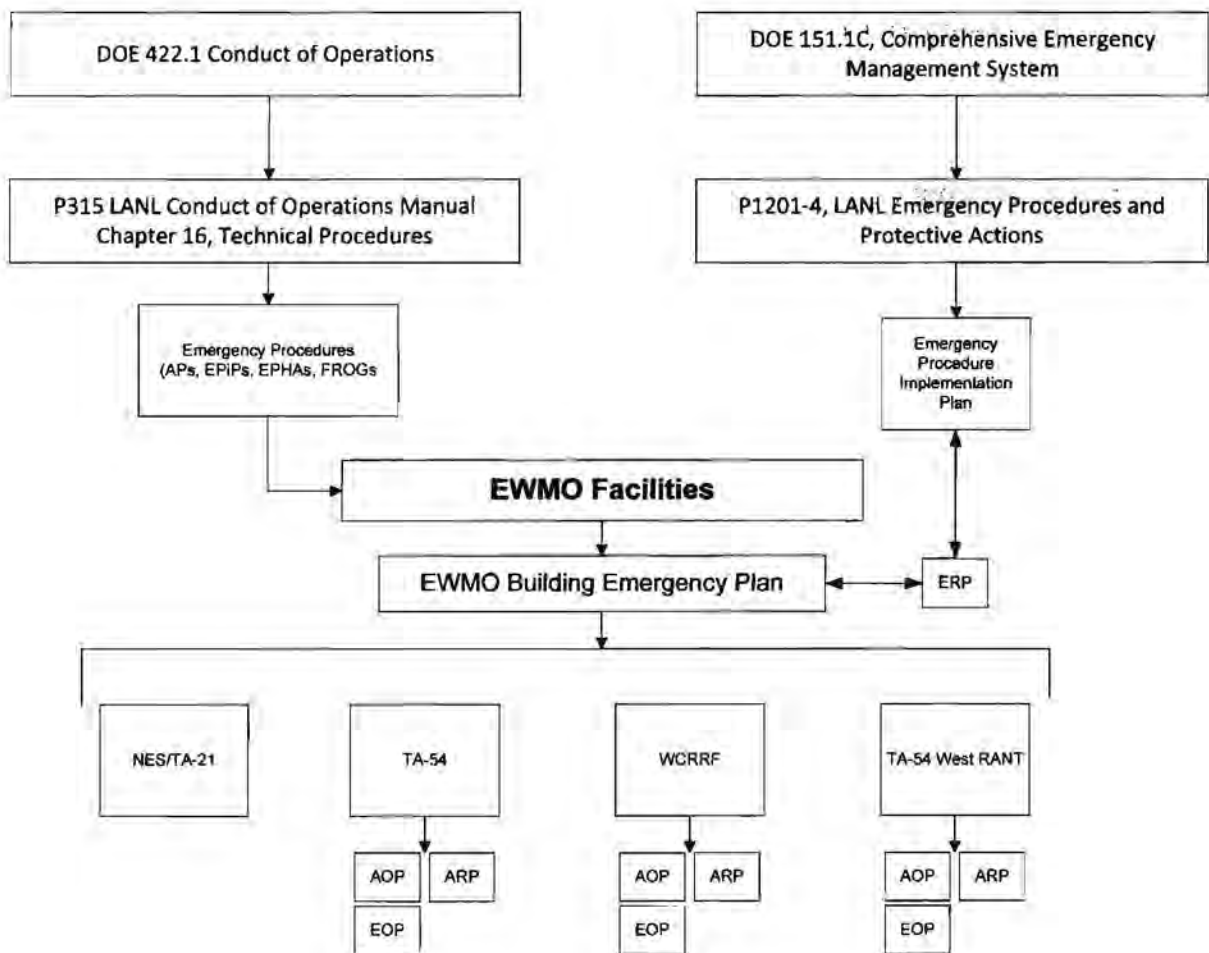 DOE 422.1 Conduct of Operations
DOE 151.1C, Comprehensive Emergency
Management System
P315 LANL Conduct of Operations Manual
Chapter 16, Technical Procedures
P1201-4, LANL Emergency Procedures and
Protective Actions
Emergency Procedures
(APs, EPiPs, EPHAs, FROGs
Emergency
Procedure
Implementation
Plan
EWMO Facilities
EWMO Building Emergency Plan
ERP
NES/TA-21
TA-54
WCRRF
TA-54 West RANT
AOP
ARP
EOP
AOP
ARP
EOP
AOP
ARP
EOP